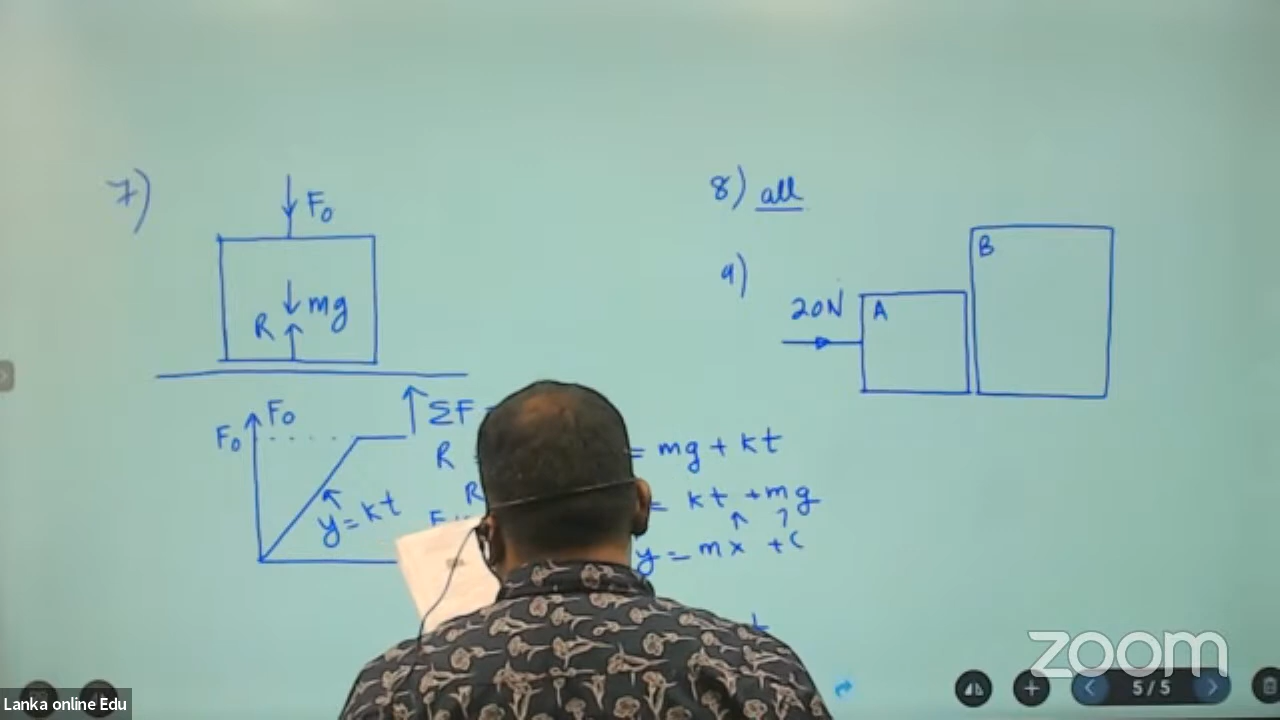 7)
F₀
mg
R
F₀
F₀
y = kt
ΣF
R = mg + kt
R = kt + mg
y = mx + c
8) all
9)
20N
A
B
zoom
5/5
Lanka online Edu